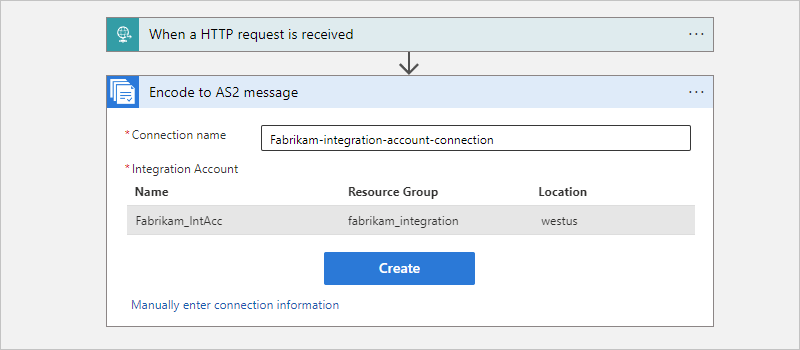 When a HTTP request is received
Encode to AS2 message
* Connection name Fabrikam-integration-account-connection
* Integration Account
Name Resource Group Location
Fabrikam_IntAcc fabrikam_integration westus
Create
Manually enter connection information